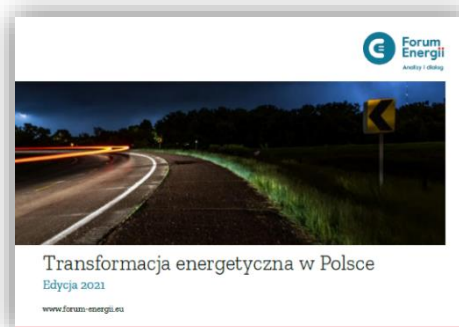 Forum
Energii
Analizy i dialog
Transformacja energetyczna w Polsce
Edycja 2021
www.forum-energii.eu